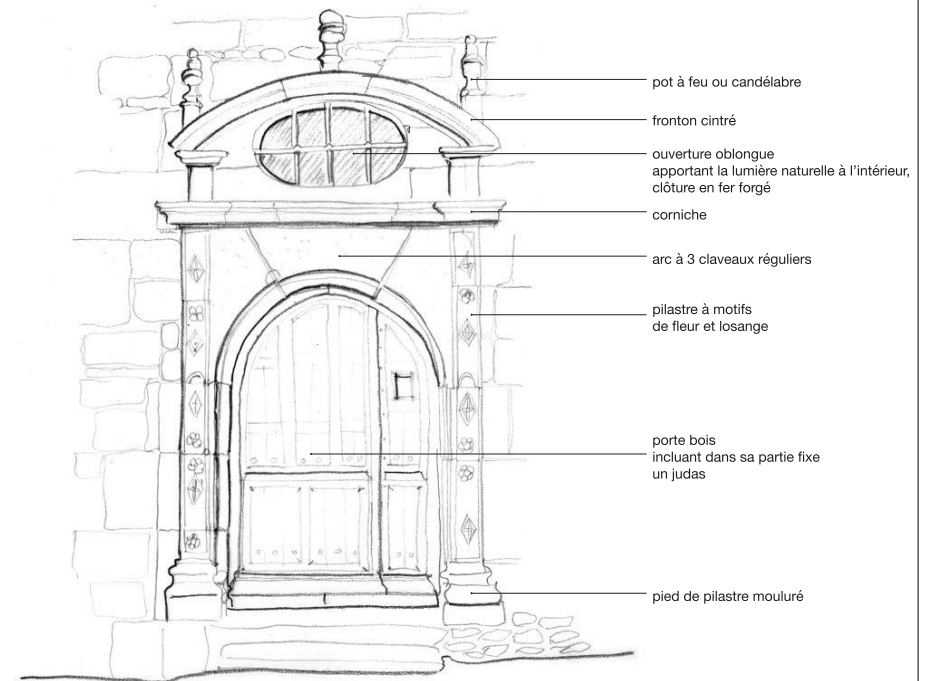 pot à feu ou candélabre
fronton cintré
ouverture oblongue
apportant la lumière naturelle à l'intérieur,
clôture en fer forgé
corniche
arc à 3 claveaux réguliers
pilastre à motifs
de fleur et losange
porte bois
incluant dans sa partie fixe
un judas
pied de pilastre mouluré